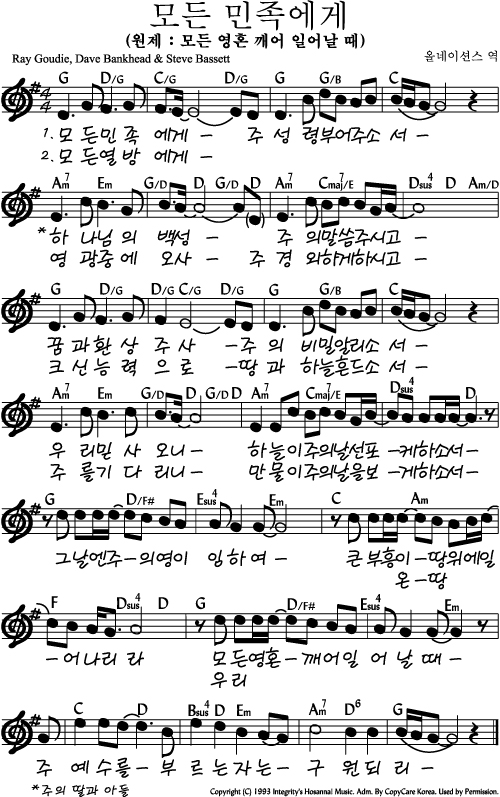 모든 민족에게
(원제 : 모든 영혼 깨어 일어날 때)
Ray Goudie, Dave Bankhead & Steve Bassett 올네이션스 역
G D/G C/G D/G G G/B C
1. 모 든민 족 에게 - 주 성 령부어주소 서 -
2. 모 든열 방 에게 -
Am7 Em G/D D G/D D Am7 Cmaj7/E Dsus4 D Am/D
*하 나님 의 백성 - 주 의말씀주시고 -
영 광중 에 오사 - 주 경 외하게하시고 -
G D/G D/G C/G D/G G G/B C
꿈 과환 상 주 사 - 주 의 비밀알리소 서 -
크 신능 력 으 로 - 땅 과 하늘흔드소 서 -
Am7 Em G/D D G/D D Am7 Cmaj7/E Dsus4 D
우 리민 사 오니 - 하늘이주의날선포 - 케하소서 -
주 를기 다 리니 - 만 물이주의날을보 - 게하소서 -
G D/F# Esus4 Em C Am
그날엔주 - 의영이 임하여 - 큰부흥이 - 땅위에일
온 - 땅
F Dsus4 D G D/F# Esus4 Em
- 어나리 라 모든영혼 - 깨어일 어 날 때 -
우리
C D Bsus4 D Em Am7 D6 G
주 예 수를 - 부 르는자는 - 구 원되 리 -
* 주의 딸과 아들 Copyright (C) 1993 Integrity's Hosanna! Music. Adm. By CopyCare Korea. Used by Permission.